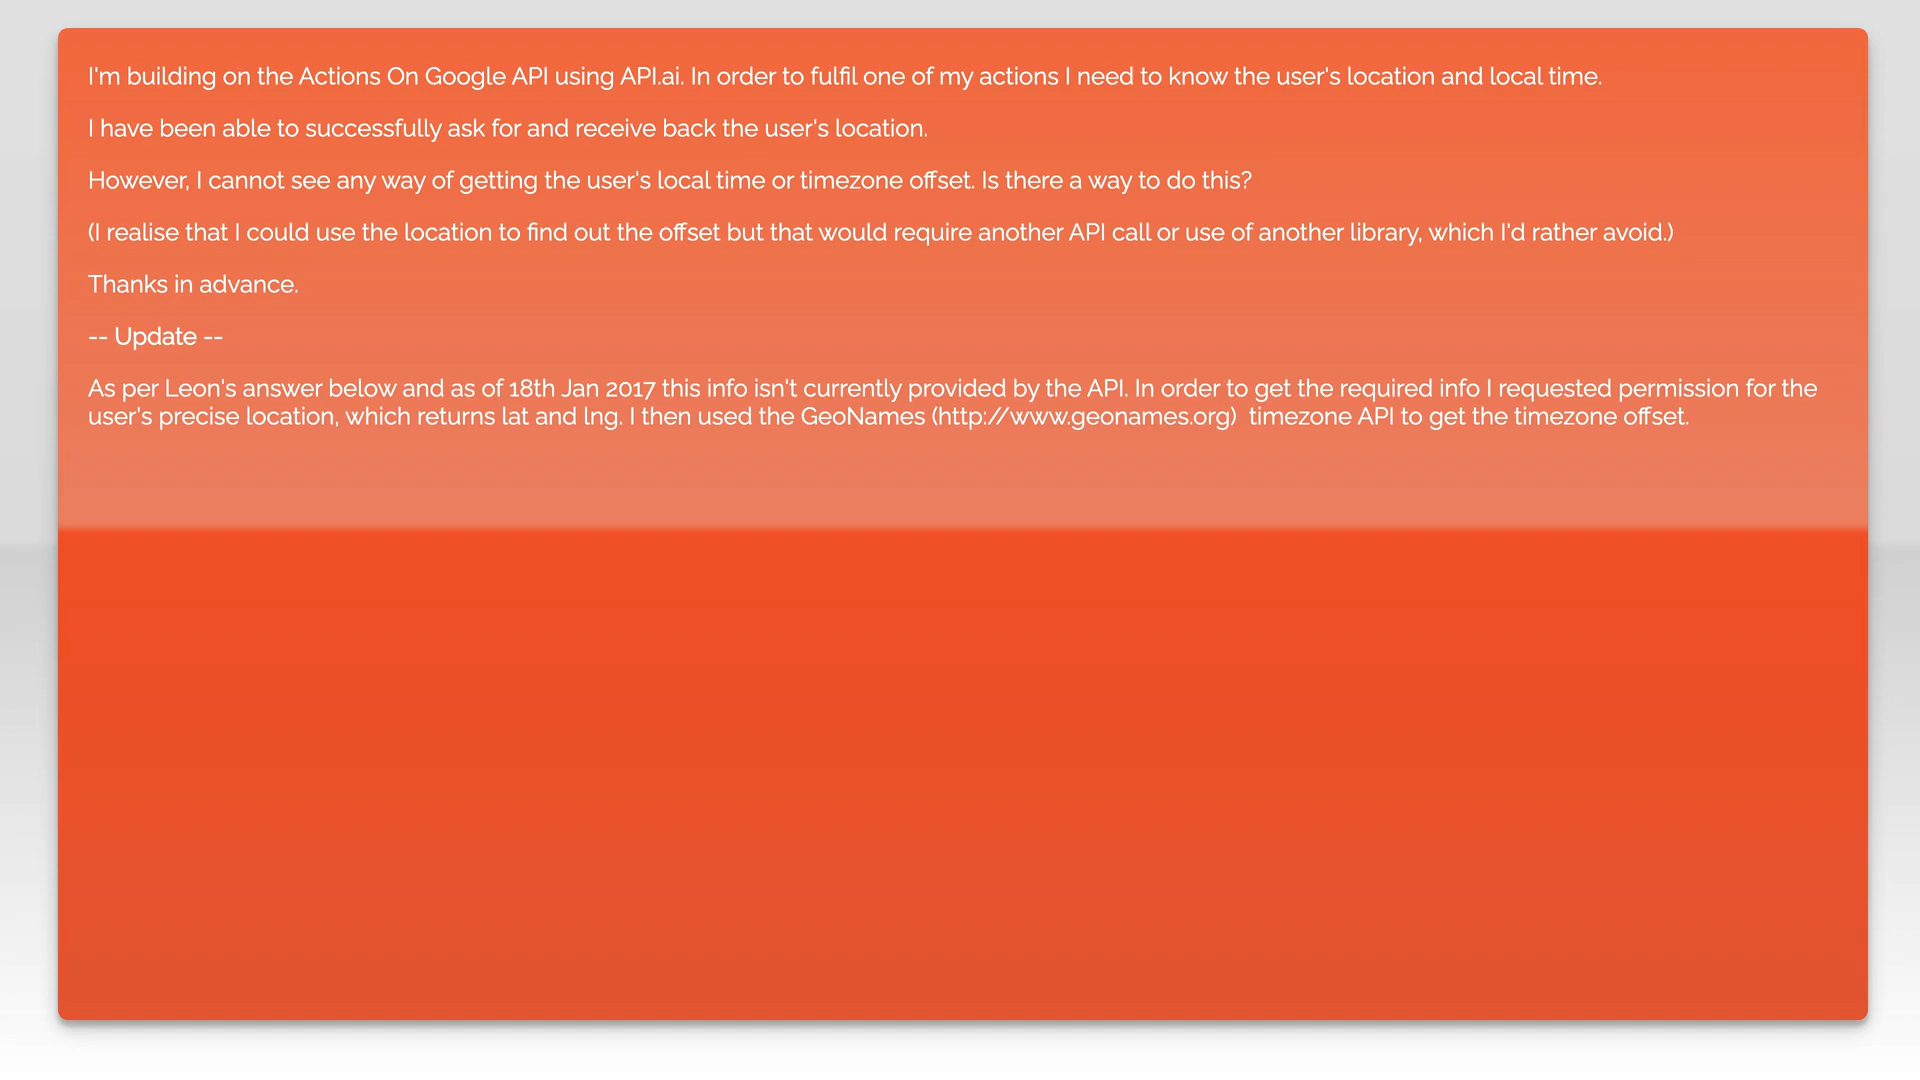 I'm building on the Actions On Google API using API.ai. In order to fulfil one of my actions I need to know the user's location and local time.
I have been able to successfully ask for and receive back the user's location.
However, I cannot see any way of getting the user's local time or timezone offset. Is there a way to do this?
(I realise that I could use the location to find out the offset but that would require another API call or use of another library, which I'd rather avoid.)
Thanks in advance.
-- Update --
As per Leon's answer below and as of 18th Jan 2017 this info isn't currently provided by the API. In order to get the required info I requested permission for the
user's precise location, which returns lat and lng. I then used the GeoNames (http://www.geonames.org)  timezone API to get the timezone offset.